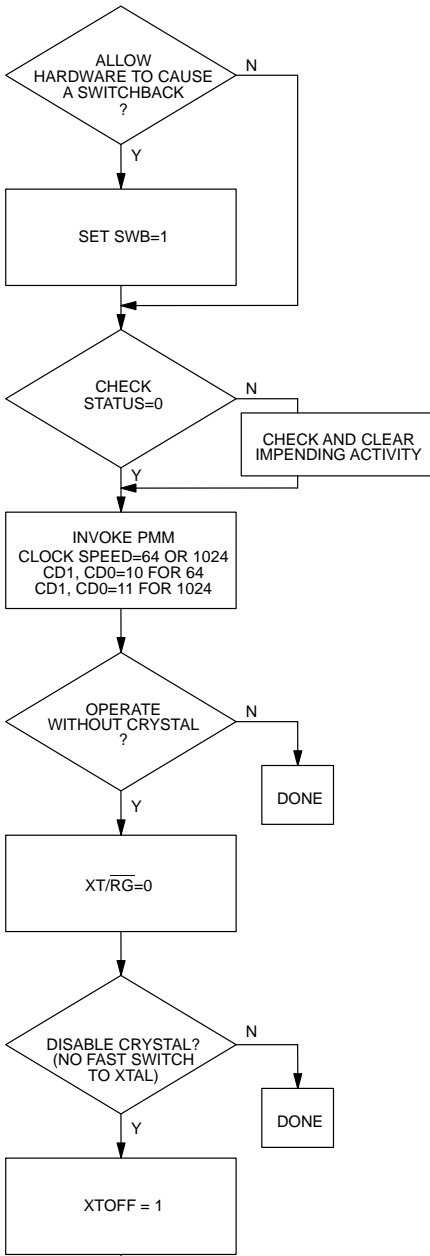 ALLOW
HARDWARE TO CAUSE
A SWITCHBACK
?
N
Y
SET SWB=1
CHECK
STATUS=0
N
Y
CHECK AND CLEAR
IMPENDING ACTIVITY
INVOKE PMM
CLOCK SPEED=64 OR 1024
CD1, CD0=10 FOR 64
CD1, CD0=11 FOR 1024
OPERATE
WITHOUT CRYSTAL
?
N
Y
DONE
XT/R̅G̅=0
DISABLE CRYSTAL?
(NO FAST SWITCH
TO XTAL)
N
Y
DONE
XTOFF = 1